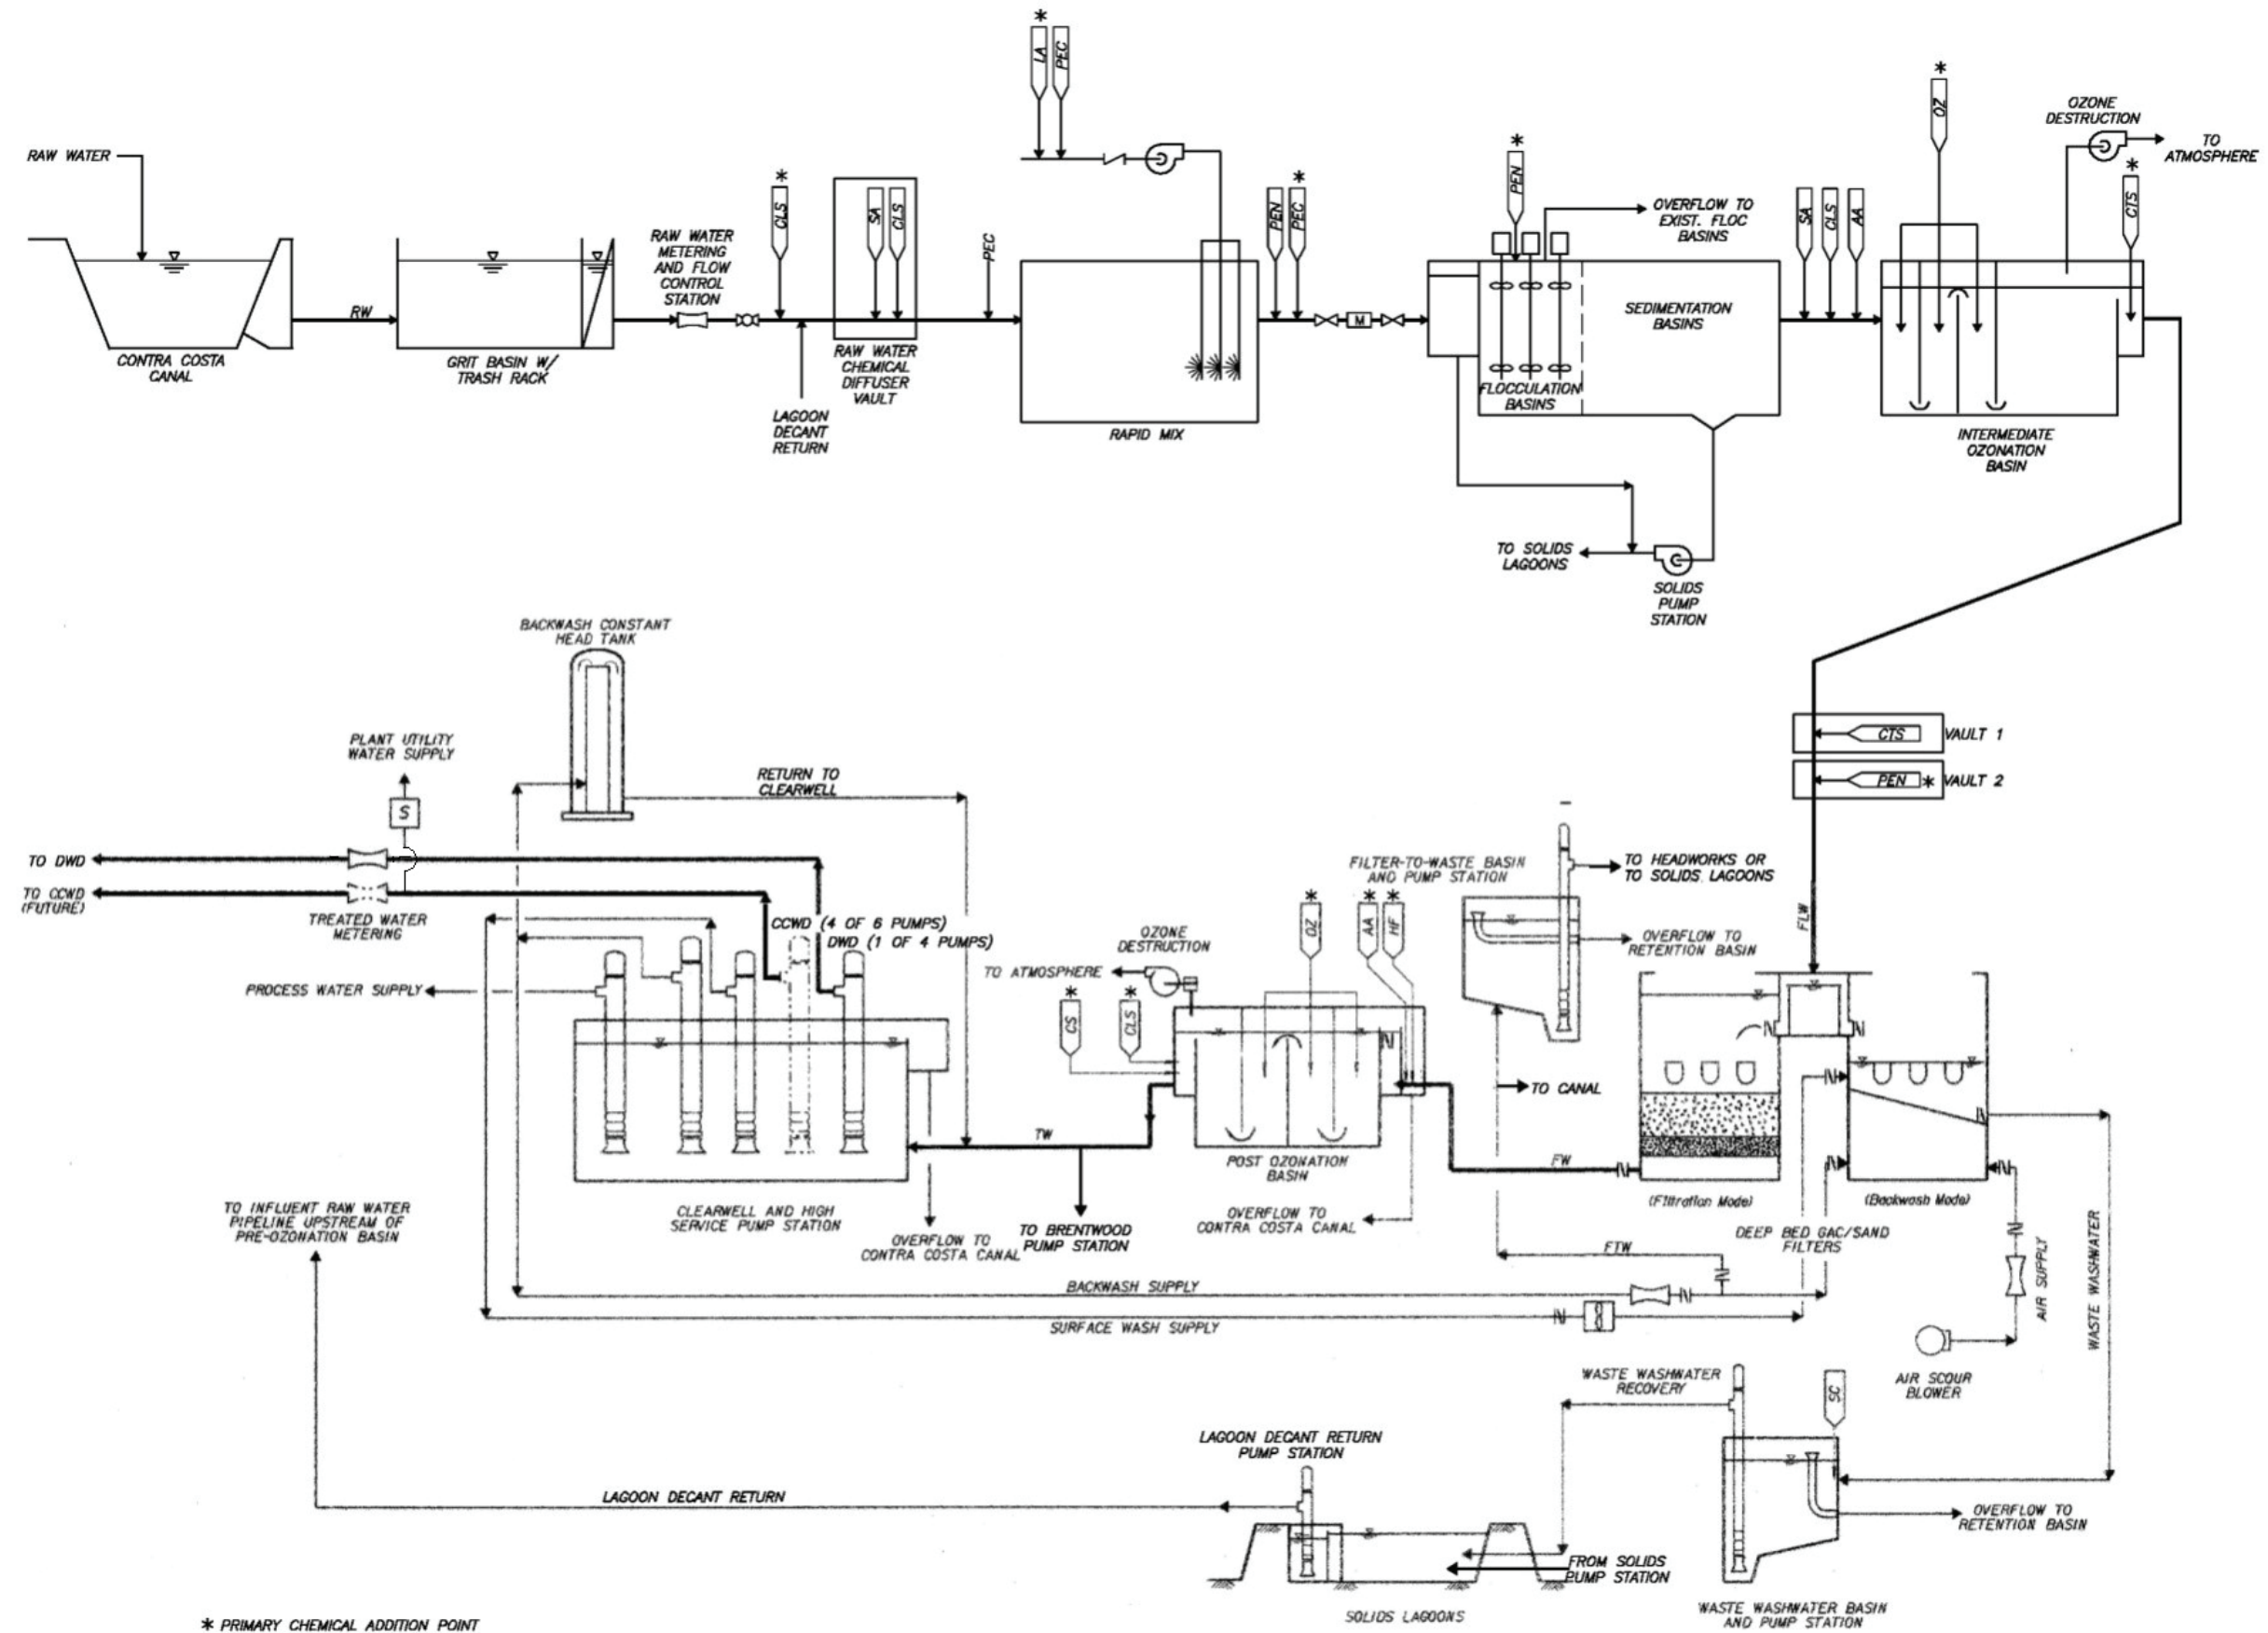 RAW WATER
CONTRA COSTA
CANAL
RW
GRIT BASIN W/
TRASH RACK
RAW WATER
METERING
AND FLOW
CONTROL
STATION
*
CLS
LAGOON
DECANT
RETURN
SA
CLS
RAW WATER
CHEMICAL
DIFFUSER
VAULT
PEC
*
LA
PEC
RAPID MIX
PEN
*
PEC
M
*
PEN
OVERFLOW TO
EXIST. FLOC
BASINS
FLOCCULATION
BASINS
SEDIMENTATION
BASINS
TO SOLIDS
LAGOONS
SOLIDS
PUMP
STATION
SA
CLS
AA
*
OZ
OZONE
DESTRUCTION
TO
ATMOSPHERE
*
CTS
INTERMEDIATE
OZONATION
BASIN
CTS
VAULT 1
PEN
*
VAULT 2
FLW
BACKWASH CONSTANT
HEAD TANK
PLANT UTILITY
WATER SUPPLY
S
RETURN TO
CLEARWELL
TO DWD
TO CCWD
(FUTURE)
TREATED WATER
METERING
CCWD (4 OF 6 PUMPS)
DWD (1 OF 4 PUMPS)
PROCESS WATER SUPPLY
CLEARWELL AND HIGH
SERVICE PUMP STATION
OVERFLOW TO
CONTRA COSTA CANAL
TW
TO BRENTWOOD
PUMP STATION
OZONE
DESTRUCTION
TO ATMOSPHERE
*
CS
*
CLS
*
OZ
*
AA
*
HF
POST OZONATION
BASIN
OVERFLOW TO
CONTRA COSTA CANAL
FW
FILTER-TO-WASTE BASIN
AND PUMP STATION
TO HEADWORKS OR
TO SOLIDS LAGOONS
OVERFLOW TO
RETENTION BASIN
TO CANAL
FTW
(Filtration Mode)
(Backwash Mode)
DEEP BED GAC/SAND
FILTERS
AIR SUPPLY
WASTE WASHWATER
AIR SCOUR
BLOWER
TO INFLUENT RAW WATER
PIPELINE UPSTREAM OF
PRE-OZONATION BASIN
BACKWASH SUPPLY
SURFACE WASH SUPPLY
WASTE WASHWATER
RECOVERY
SC
LAGOON DECANT RETURN
PUMP STATION
LAGOON DECANT RETURN
OVERFLOW TO
RETENTION BASIN
FROM SOLIDS
PUMP STATION
SOLIDS LAGOONS
WASTE WASHWATER BASIN
AND PUMP STATION
* PRIMARY CHEMICAL ADDITION POINT